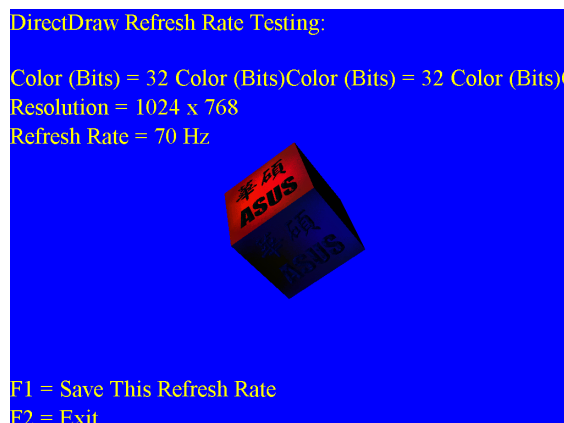 DirectDraw Refresh Rate Testing:
Color (Bits) = 32 Color (Bits)Color (Bits) = 32 Color (Bits)
Resolution = 1024 x 768
Refresh Rate = 70 Hz
華碩
ASUS
華碩
ASUS
F1 = Save This Refresh Rate
F2 = Exit